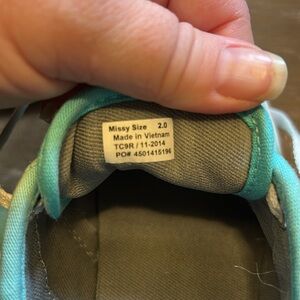 Missy Size 2.0
Made in Vietnam
TC9R / 11-2014
PO# 4501415196